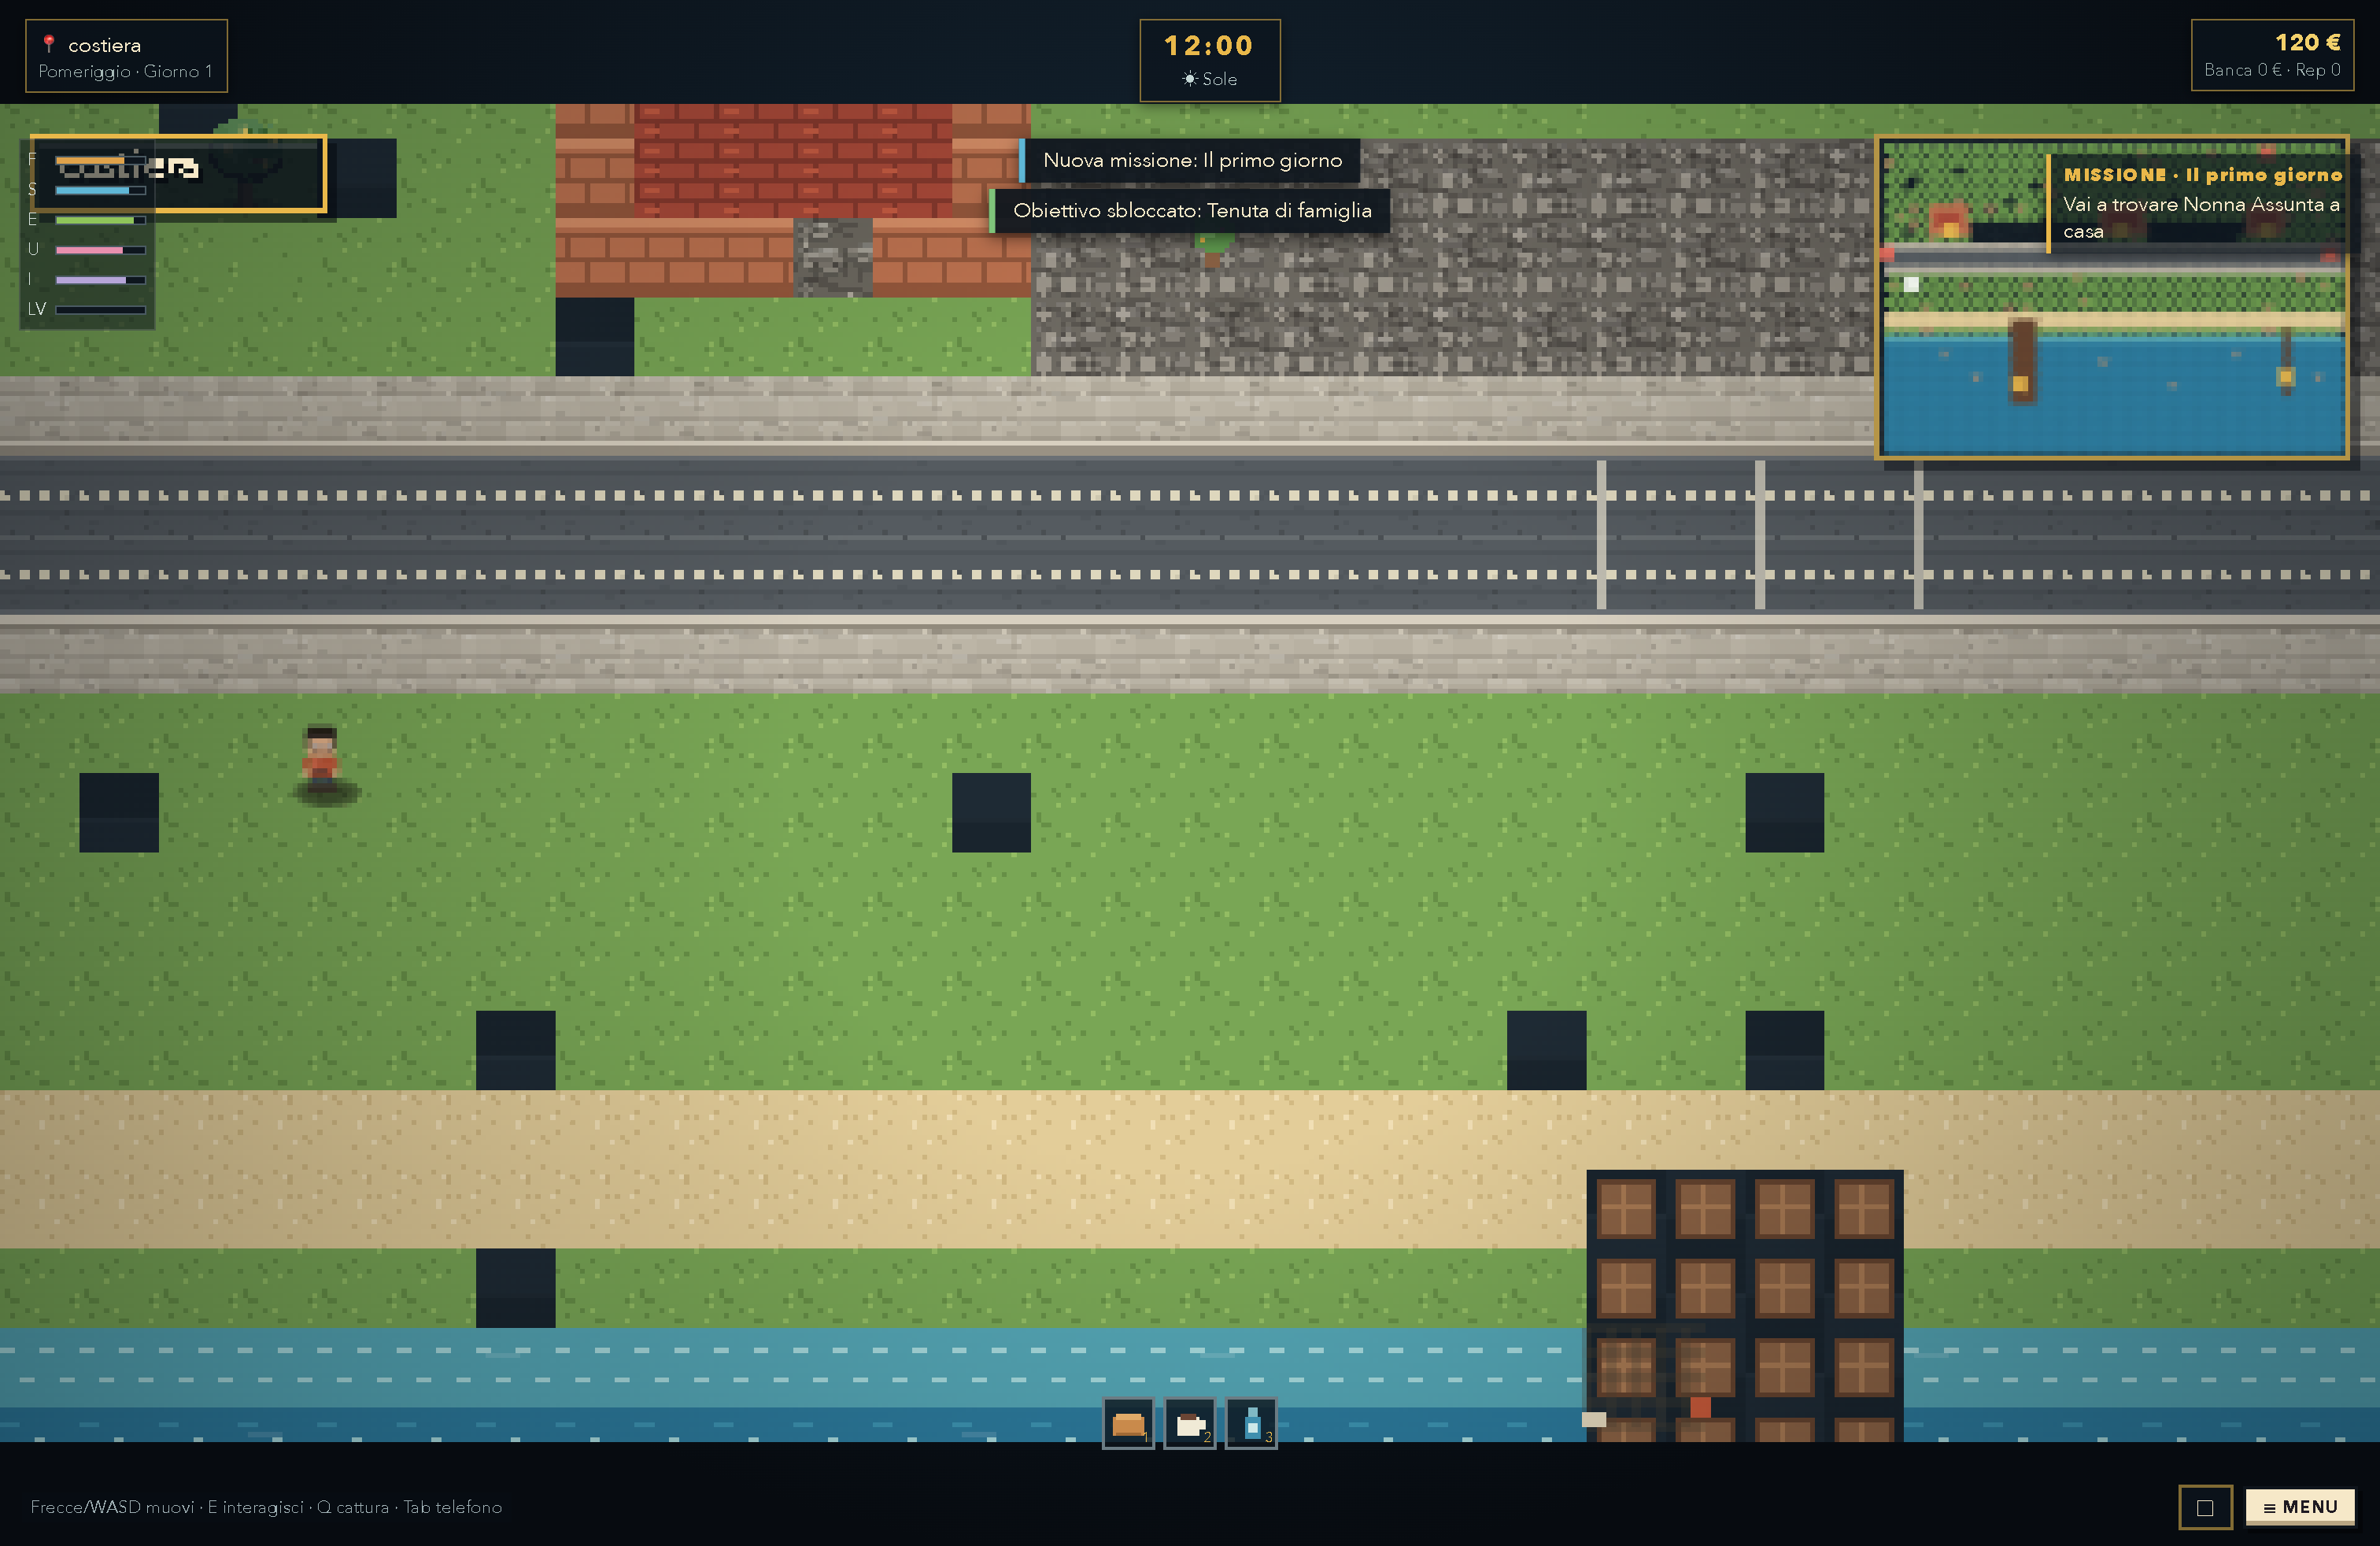 costiera
Pomeriggio · Giorno 1
12:00
Sole
120 €
Banca 0 € · Rep 0
F
S
E
U
I
LV
Nuova missione: Il primo giorno
Obiettivo sbloccato: Tenuta di famiglia
MISSIONE · Il primo giorno
Vai a trovare Nonna Assunta a
casa
1
2
3
Frecce/WASD muovi · E interagisci · Q cattura · Tab telefono
≡ MENU